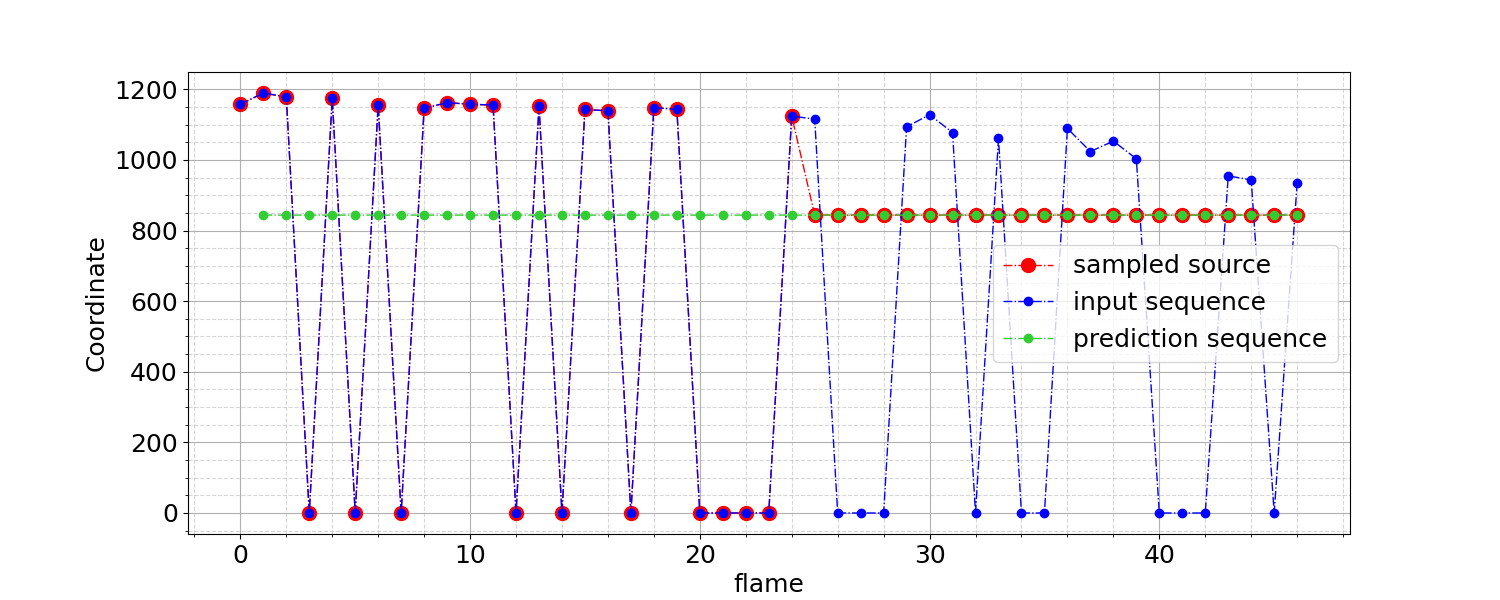 1200
1000
800
600
400
200
0
Coordinate
sampled source
input sequence
prediction sequence
0 10 20 30 40
flame